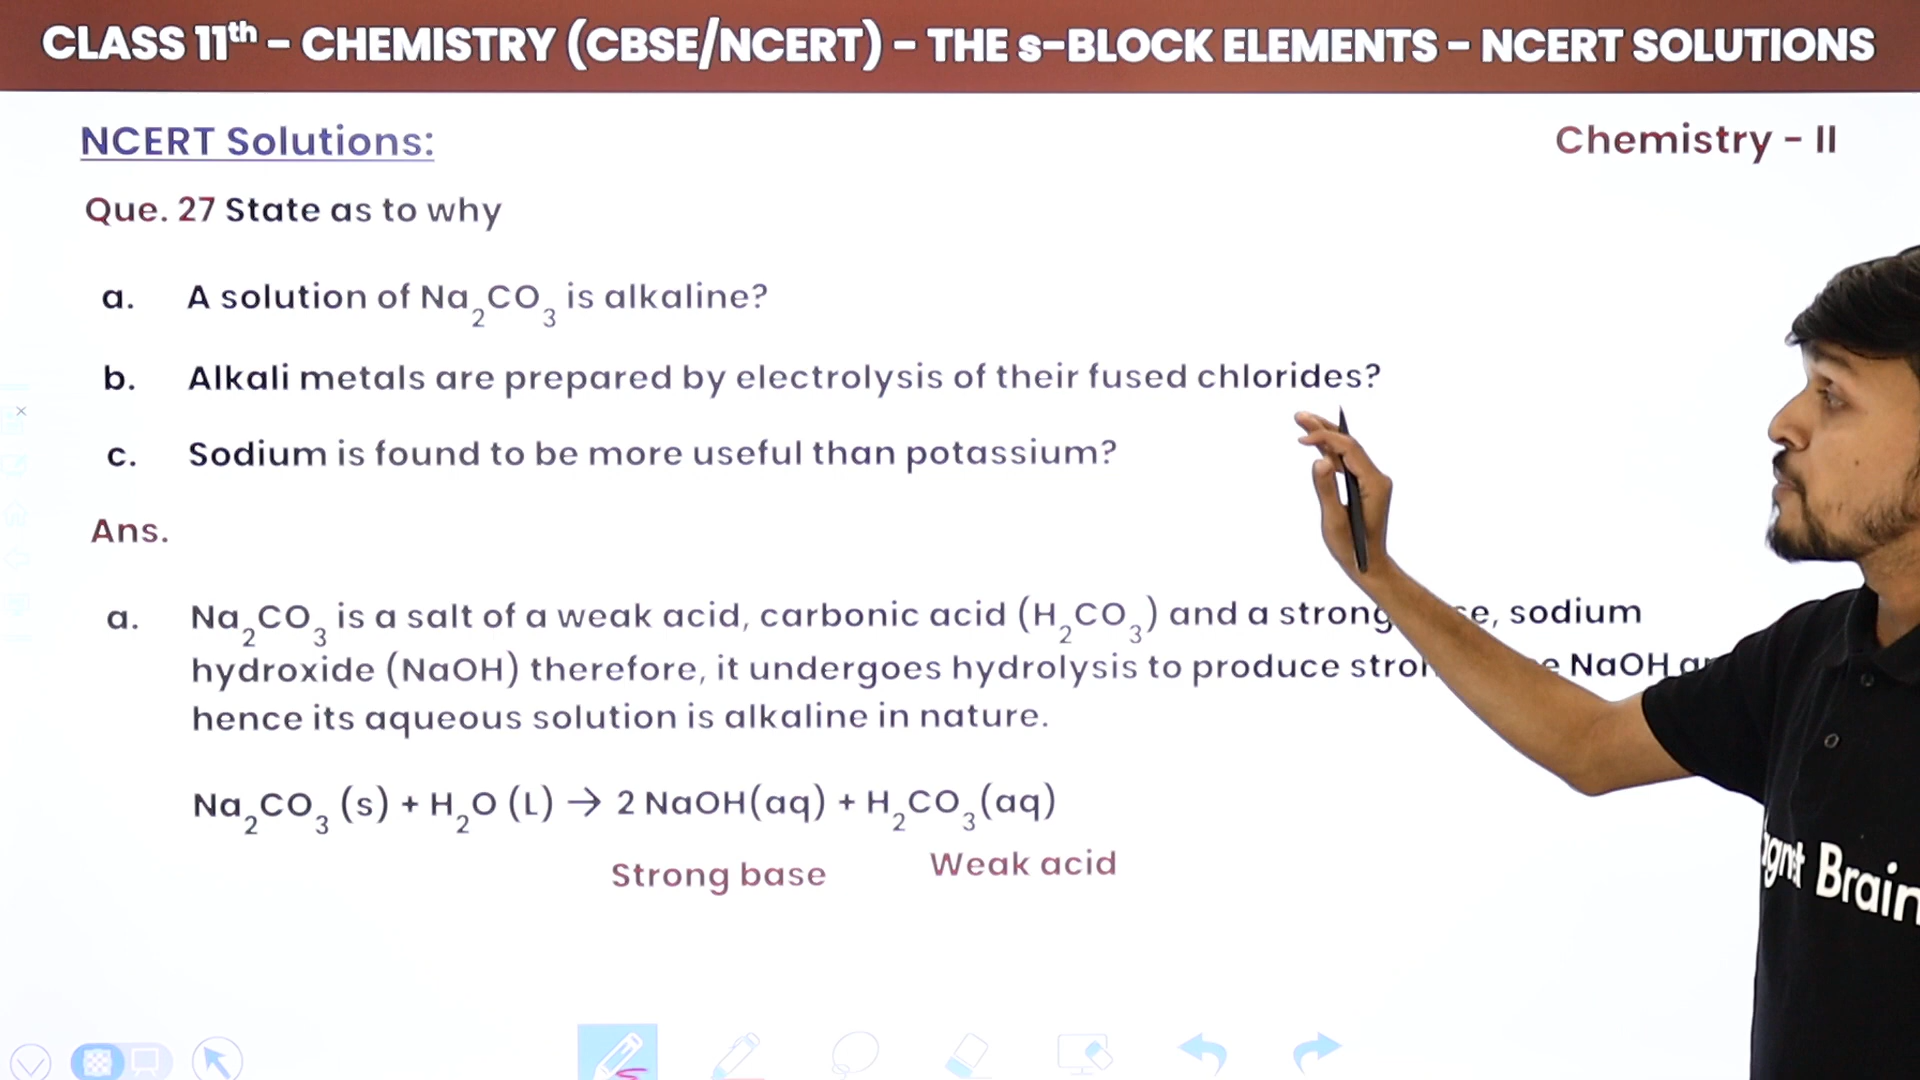 CLASS 11th - CHEMISTRY (CBSE/NCERT) - THE s-BLOCK ELEMENTS - NCERT SOLUTIONS
NCERT Solutions:
Chemistry - II
Que. 27 State as to why
a. A solution of Na₂CO₃ is alkaline?
b. Alkali metals are prepared by electrolysis of their fused chlorides?
c. Sodium is found to be more useful than potassium?
Ans.
a. Na₂CO₃ is a salt of a weak acid, carbonic acid (H₂CO₃) and a strong sodium
hydroxide (NaOH) therefore, it undergoes hydrolysis to produce NaOH
hence its aqueous solution is alkaline in nature.
Na₂CO₃ (s) + H₂O (L) → 2 NaOH(aq) + H₂CO₃(aq)
Strong base
Weak acid
Brain